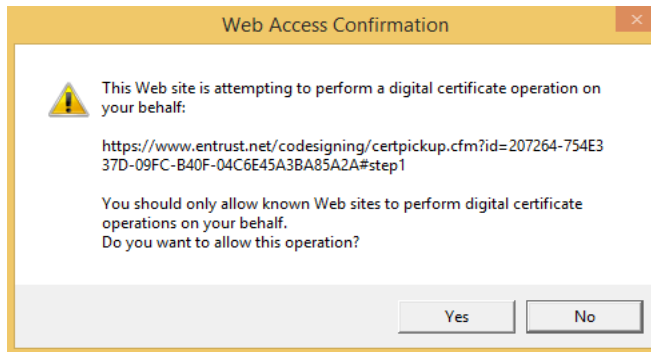 Web Access Confirmation
This Web site is attempting to perform a digital certificate operation on
your behalf:
https://www.entrust.net/codesigning/certpickup.cfm?id=207264-754E3
37D-09FC-B40F-04C6E45A3BA85A2A#step1
You should only allow known Web sites to perform digital certificate
operations on your behalf.
Do you want to allow this operation?
Yes
No